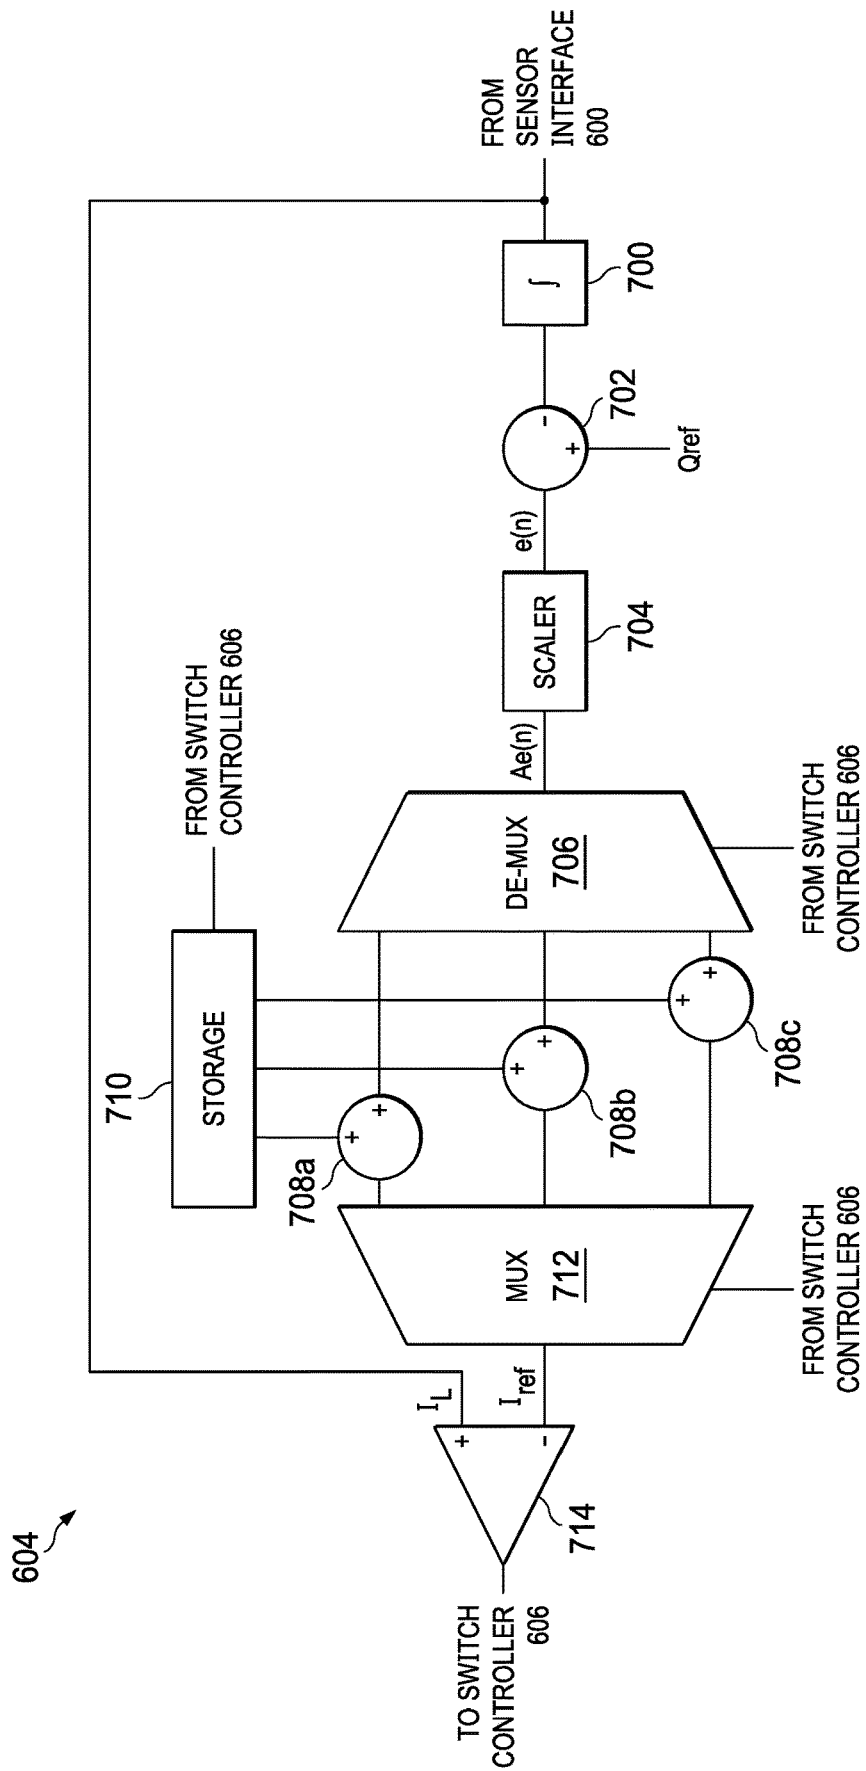 604
FROM
SENSOR
INTERFACE
600
∫
700
-
+
702
Qref
e(n)
SCALER
704
Ae(n)
FROM SWITCH
CONTROLLER 606
DE-MUX
706
FROM SWITCH
CONTROLLER 606
710
STORAGE
+
+
708a
+
+
708b
+
+
708c
MUX
712
FROM SWITCH
CONTROLLER 606
I_L
I_ref
+
-
714
TO SWITCH
CONTROLLER
606